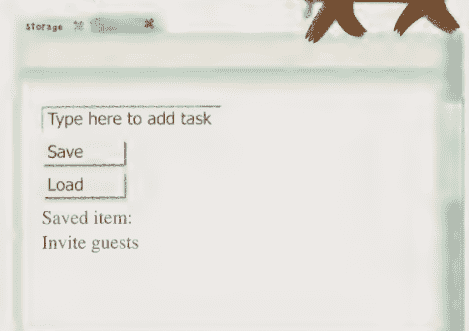 storage
Type here to add task
Save
Load
Saved item:
Invite guests